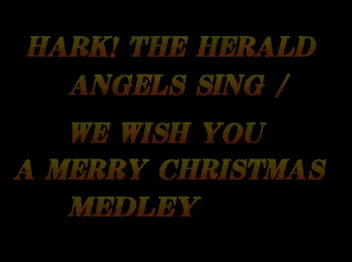 HARK! THE HERALD
ANGELS SING /
WE WISH YOU
A MERRY CHRISTMAS
MEDLEY